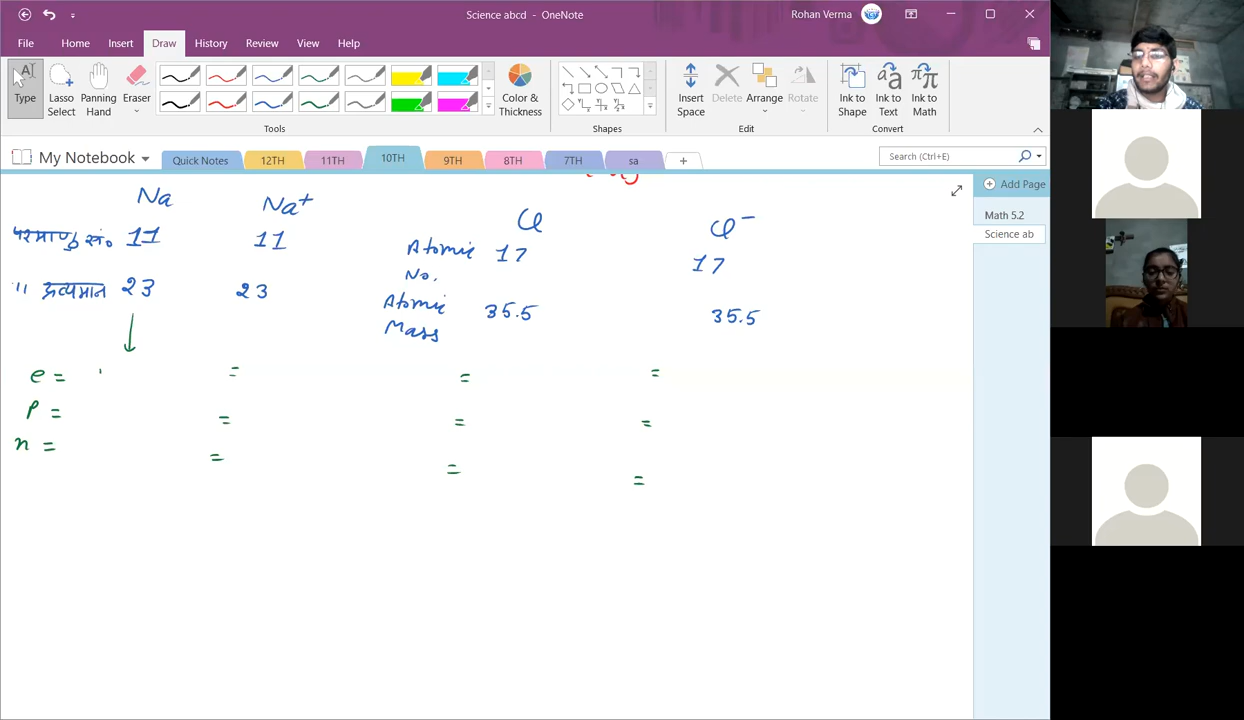 Science abcd - OneNote
Rohan Verma
File Home Insert Draw History Review View Help
Type
Lasso Select
Panning Hand
Eraser
Color & Thickness
Insert Space
Delete
Arrange
Rotate
Ink to Shape
Ink to Text
Ink to Math
Tools
Shapes
Edit
Convert
My Notebook
Quick Notes 12TH 11TH 10TH 9TH 8TH 7TH sa +
Search (Ctrl+E)
Add Page
Math 5.2
Science ab
Na Na+ Cl Cl−
परमाणु सं० 11 11 Atomic No. 17 17
" द्रव्यमान 23 23 Atomic Mass 35.5 35.5
e = = = =
p = = = =
n = = = =